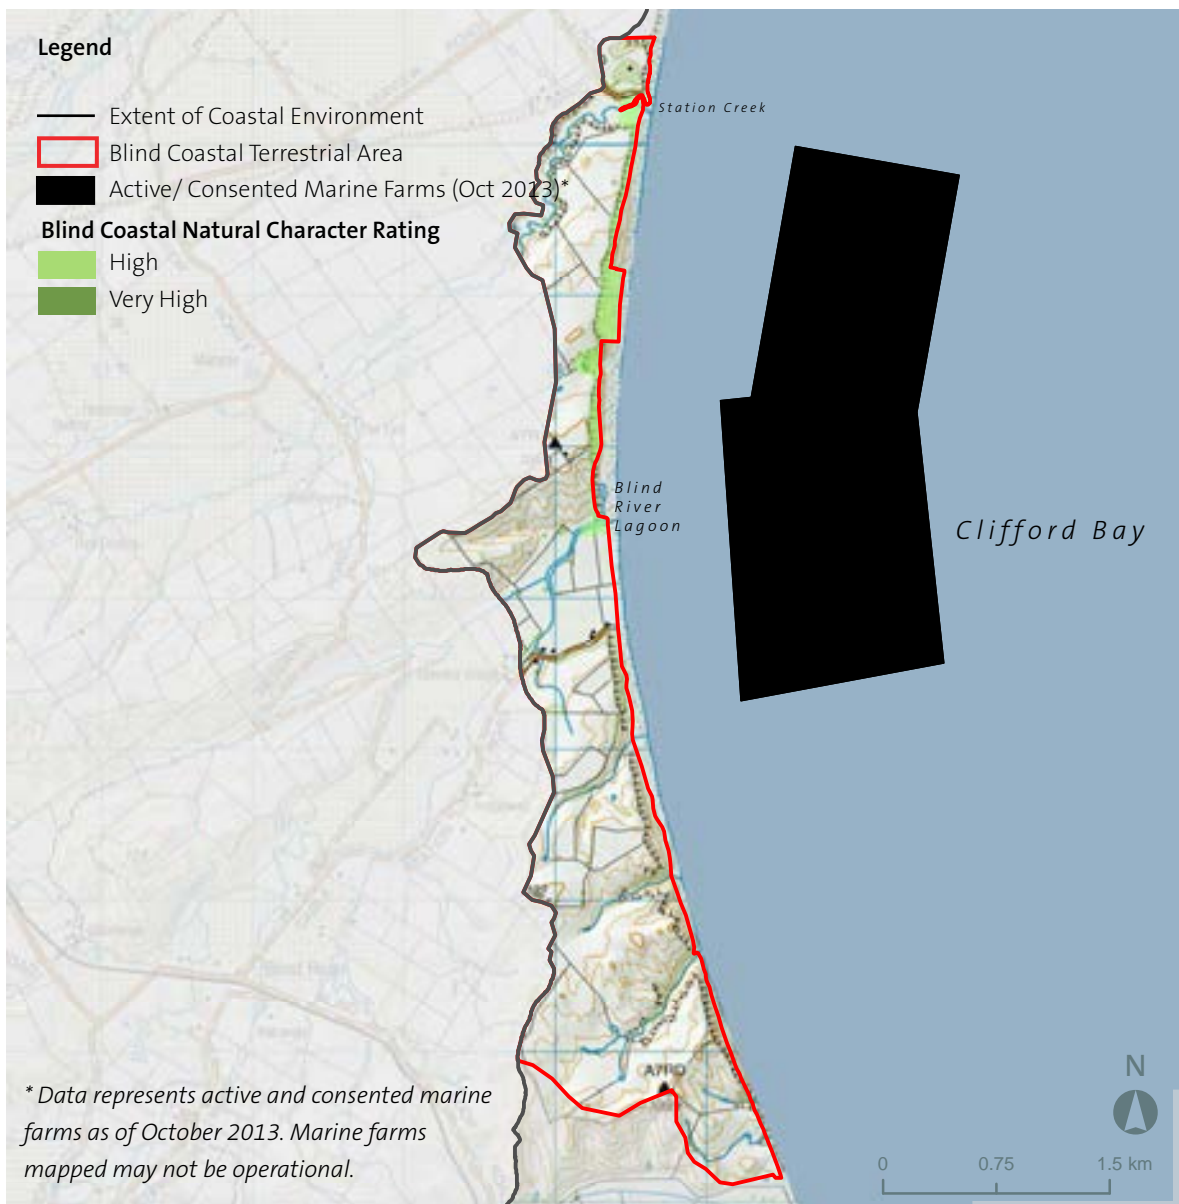 Legend
Extent of Coastal Environment
Blind Coastal Terrestrial Area
Active/ Consented Marine Farms (Oct 2013)*
Blind Coastal Natural Character Rating
High
Very High
Station Creek
Blind
River
Lagoon
Clifford Bay
* Data represents active and consented marine
farms as of October 2013. Marine farms
mapped may not be operational.
N
0 0.75 1.5 km